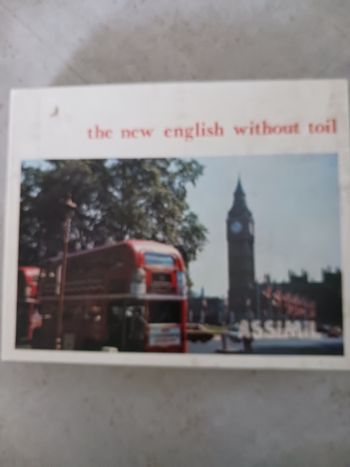 the new english without toil
ASSIMIL